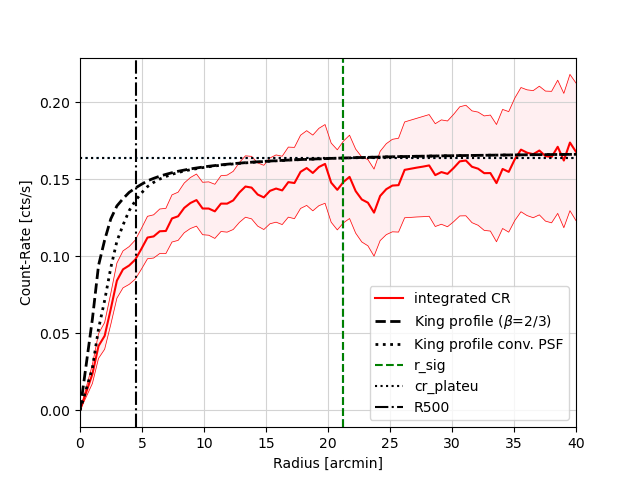 0.20
0.15
0.10
0.05
0.00
Count-Rate [cts/s]
integrated CR
King profile (β=2/3)
King profile conv. PSF
r_sig
cr_plateu
R500
0 5 10 15 20 25 30 35 40
Radius [arcmin]